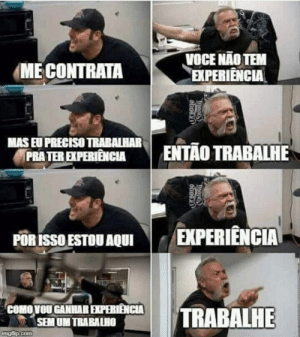 ME CONTRATA
VOCE NÃO TEM
EXPERIÊNCIA
MAS EU PRECISO TRABALHAR
PRA TER EXPERIÊNCIA
ENTÃO TRABALHE
POR ISSO ESTOU AQUI
EXPERIÊNCIA
COMO VOU GANHAR EXPERIÊNCIA
SEM UM TRABALHO
TRABALHE
imgflip.com